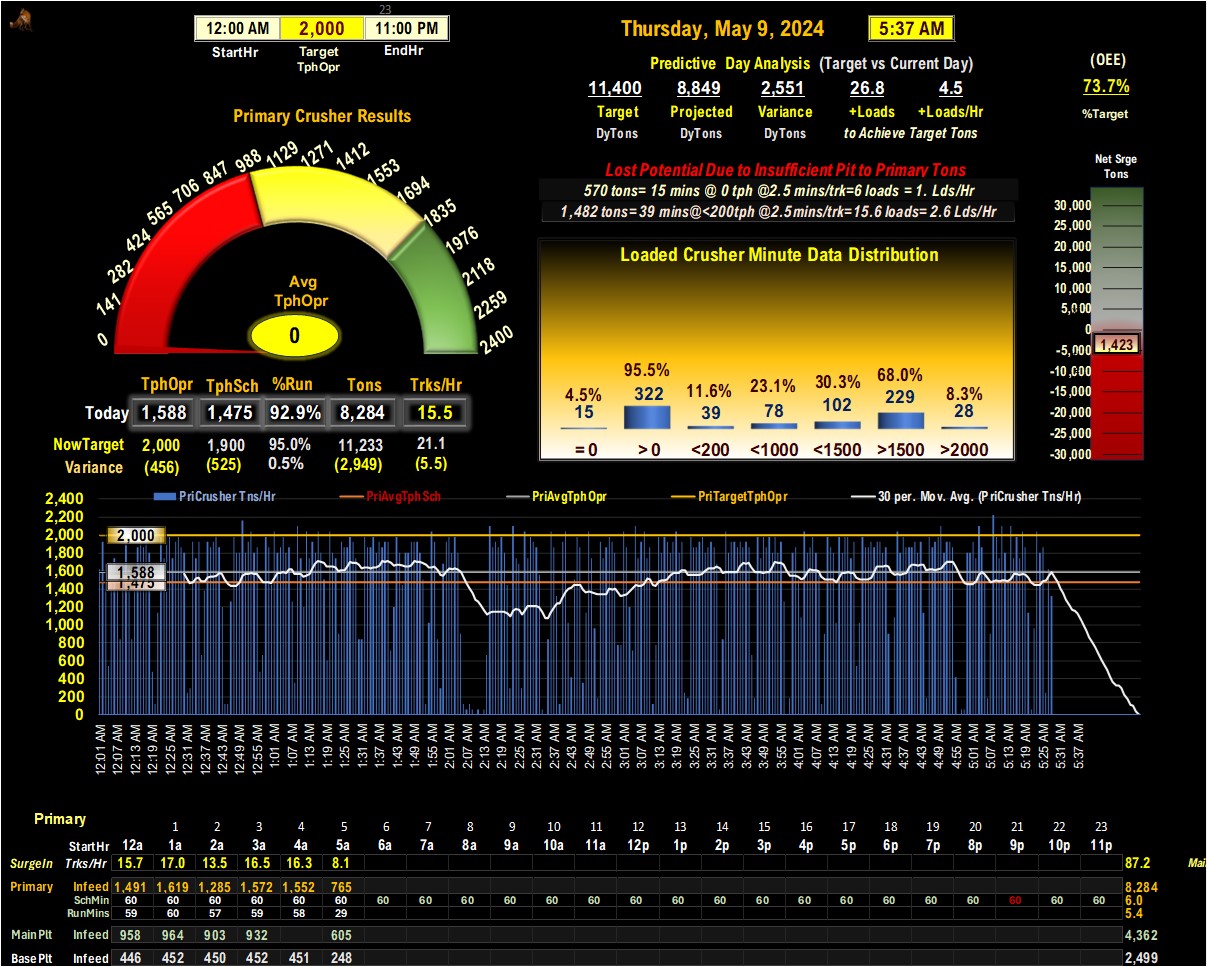 23
12:00 AM 2,000 11:00 PM
StartHr Target EndHr
TphOpr
Thursday, May 9, 2024 5:37 AM
Predictive Day Analysis (Target vs Current Day)
11,400 8,849 2,551 26.8 4.5
Target Projected Variance +Loads +Loads/Hr
DyTons DyTons DyTons to Achieve Target Tons
(OEE)
73.7%
%Target
Primary Crusher Results
0 141 282 424 565 706 847 988 1129 1271 1412 1553 1694 1835 1976 2118 2259 2400
Avg
TphOpr
0
Lost Potential Due to Insufficient Pit to Primary Tons
570 tons= 15 mins @ 0 tph @2.5 mins/trk=6 loads = 1. Lds/Hr
1,482 tons= 39 mins@<200tph @2.5mins/trk=15.6 loads= 2.6 Lds/Hr
Net Srge
Tons
30,000
25,000
20,000
15,000
10,000
5,000
0
1,423
-5,000
-10,000
-15,000
-20,000
-25,000
-30,000
Loaded Crusher Minute Data Distribution
4.5% 95.5% 11.6% 23.1% 30.3% 68.0% 8.3%
15 322 39 78 102 229 28
= 0 > 0 <200 <1000 <1500 >1500 >2000
TphOpr TphSch %Run Tons Trks/Hr
Today 1,588 1,475 92.9% 8,284 15.5
NowTarget 2,000 1,900 95.0% 11,233 21.1
Variance (456) (525) 0.5% (2,949) (5.5)
PriCrusher Tns/Hr PriAvgTphSch PriAvgTphOpr PriTargetTphOpr 30 per. Mov. Avg. (PriCrusher Tns/Hr)
2,400
2,200
2,000
1,800
1,600
1,400
1,200
1,000
800
600
400
200
0
2,000
1,588
1,475
12:01 AM 12:07 AM 12:13 AM 12:19 AM 12:25 AM 12:31 AM 12:37 AM 12:43 AM 12:49 AM 12:55 AM 1:01 AM 1:07 AM 1:13 AM 1:19 AM 1:25 AM 1:31 AM 1:37 AM 1:43 AM 1:49 AM 1:55 AM 2:01 AM 2:07 AM 2:13 AM 2:19 AM 2:25 AM 2:31 AM 2:37 AM 2:43 AM 2:49 AM 2:55 AM 3:01 AM 3:07 AM 3:13 AM 3:19 AM 3:25 AM 3:31 AM 3:37 AM 3:43 AM 3:49 AM 3:55 AM 4:01 AM 4:07 AM 4:13 AM 4:19 AM 4:25 AM 4:31 AM 4:37 AM 4:43 AM 4:49 AM 4:55 AM 5:01 AM 5:07 AM 5:13 AM 5:19 AM 5:25 AM 5:31 AM 5:37 AM
Primary
1 2 3 4 5 6 7 8 9 10 11 12 13 14 15 16 17 18 19 20 21 22 23
StartHr 12a 1a 2a 3a 4a 5a 6a 7a 8a 9a 10a 11a 12p 1p 2p 3p 4p 5p 6p 7p 8p 9p 10p 11p
SurgeIn Trks/Hr 15.7 17.0 13.5 16.5 16.3 8.1 87.2
Primary Infeed 1,491 1,619 1,285 1,572 1,552 765 8,284
SchMin 60 60 60 60 60 60 60 60 60 60 60 60 60 60 60 60 60 60 60 60 60 60 60 60 6.0
RunMins 59 60 57 59 58 29 5.4
MainPlt Infeed 958 964 903 932 605 4,362
BasePlt Infeed 446 452 450 452 451 248 2,499